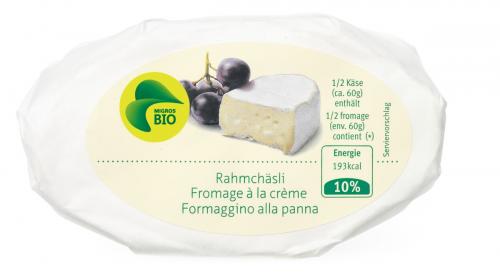 MIGROS
BIO
1/2 Käse
(ca. 60g)
enthält
1/2 fromage
(env. 60g)
contient (*)
Serviervorschlag
Energie
193kcal
10%
Rahmchäsli
Fromage à la crème
Formaggino alla panna